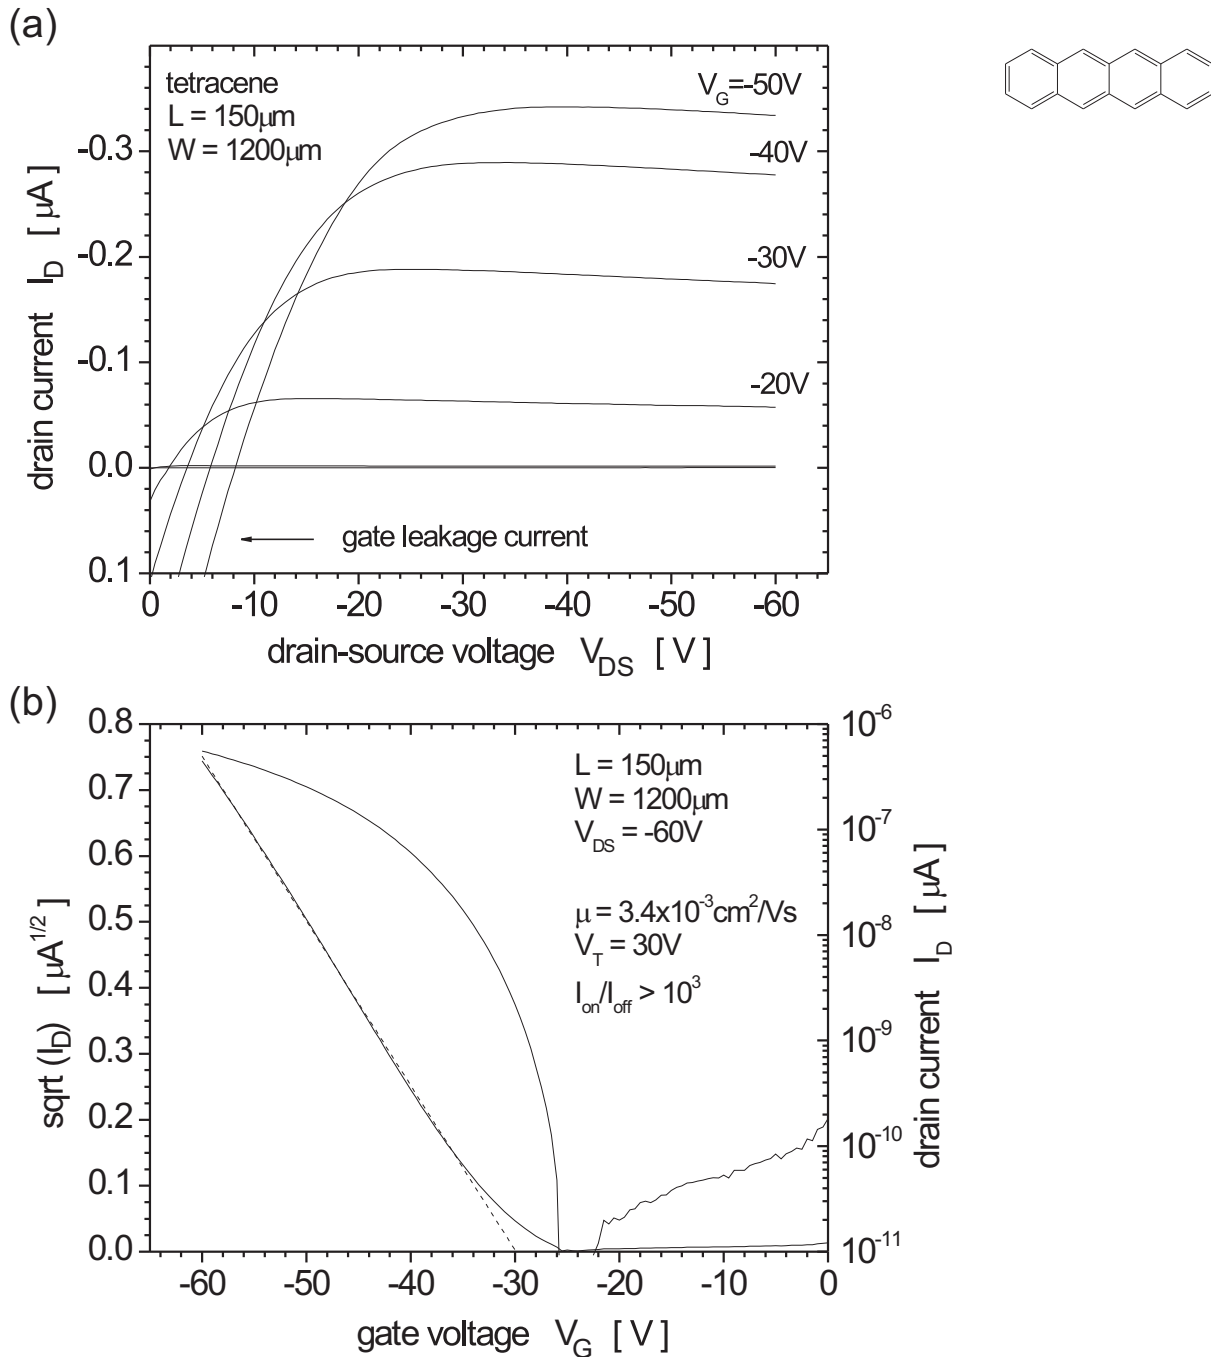 (a)
tetracene
L = 150μm
W = 1200μm
V_G=-50V
-40V
-30V
-20V
gate leakage current
-0.3
-0.2
-0.1
0.0
0.1
drain current I_D [ μA ]
0 -10 -20 -30 -40 -50 -60
drain-source voltage V_DS [ V ]
(b)
L = 150μm
W = 1200μm
V_DS = -60V
μ = 3.4x10^-3cm^2/Vs
V_T = 30V
I_on/I_off > 10^3
0.8
0.7
0.6
0.5
0.4
0.3
0.2
0.1
0.0
sqrt (I_D) [ μA^1/2 ]
10^-6
10^-7
10^-8
10^-9
10^-10
10^-11
drain current I_D [ μA ]
-60 -50 -40 -30 -20 -10 0
gate voltage V_G [ V ]